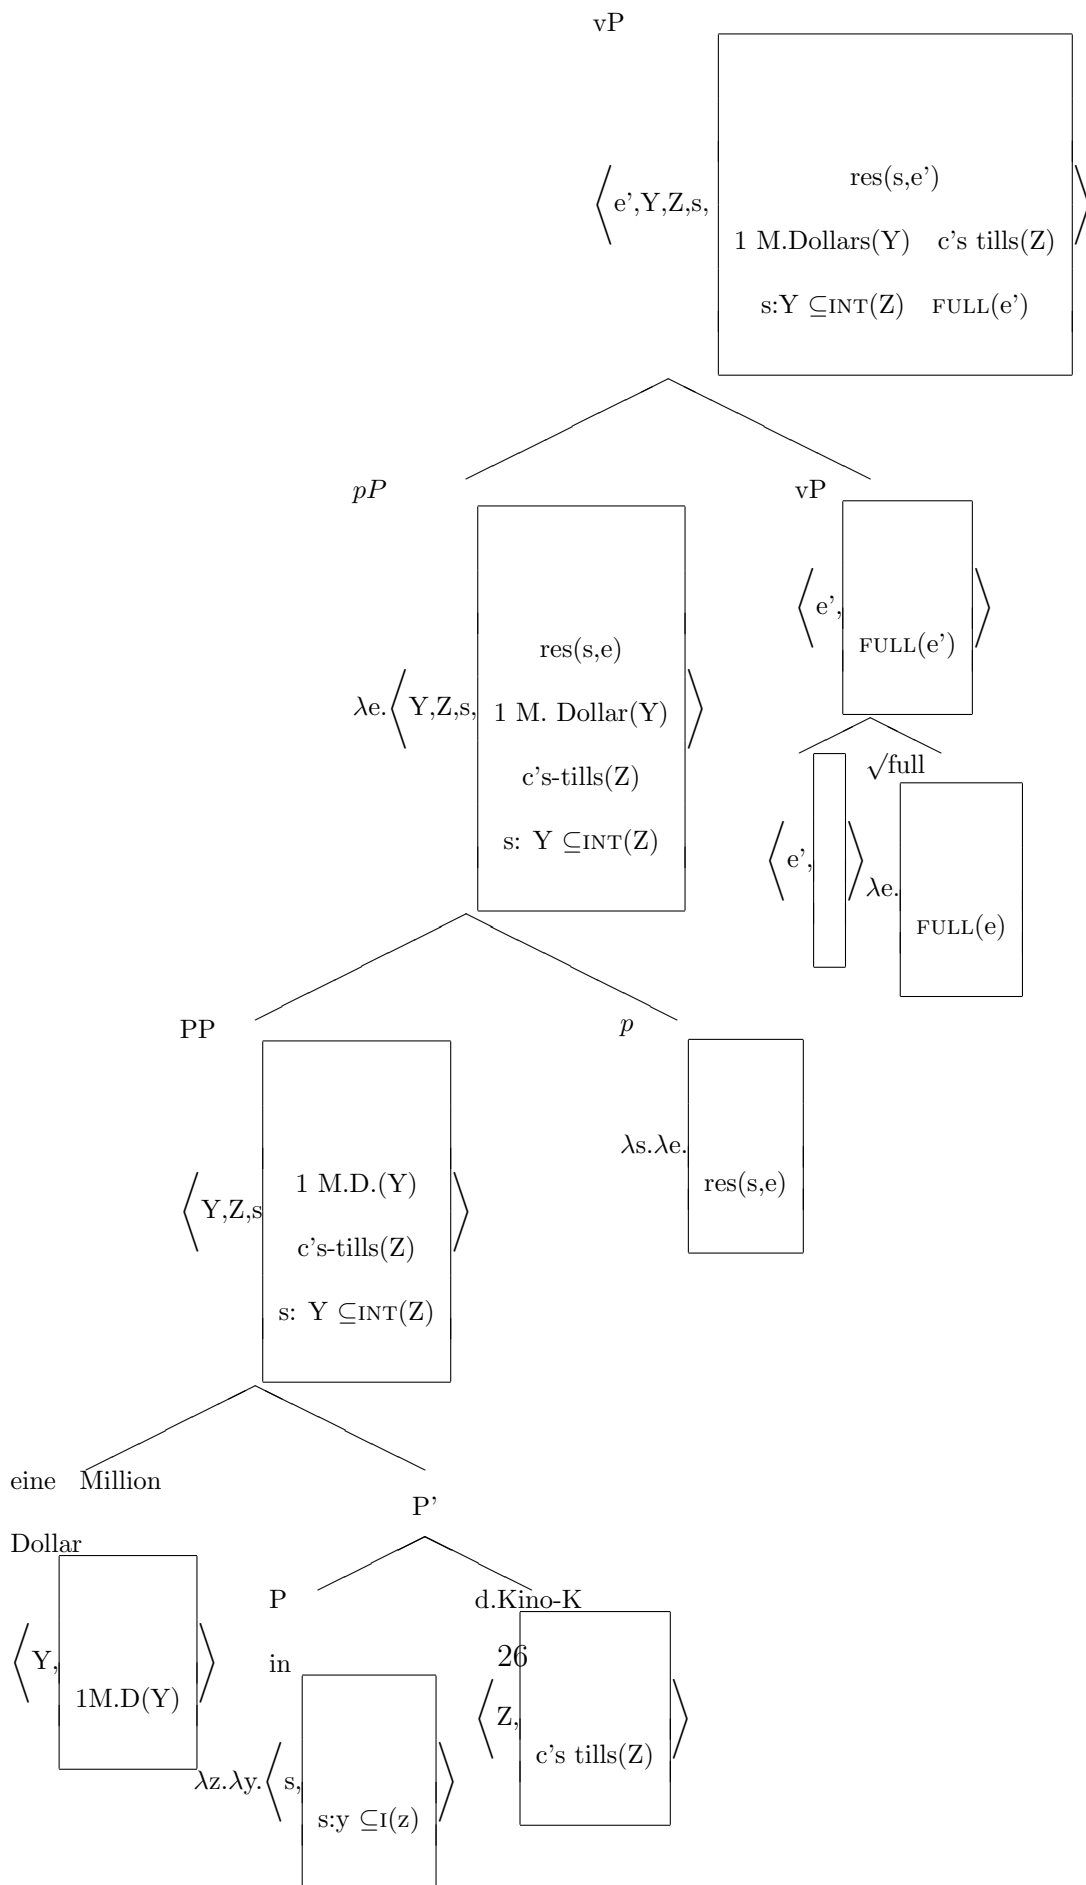 vP
res(s,e')
⟨e',Y,Z,s,
1 M.Dollars(Y) c's tills(Z) ⟩
s:Y ⊆INT(Z) FULL(e')
pP vP
⟨e', ⟩
res(s,e) FULL(e')
λe.⟨Y,Z,s, 1 M. Dollar(Y) ⟩
c's-tills(Z) √full
s: Y ⊆INT(Z) ⟨e', ⟩ λe.
FULL(e)
PP p
λs.λe.
1 M.D.(Y) res(s,e)
⟨Y,Z,s ⟩
c's-tills(Z)
s: Y ⊆INT(Z)
eine Million
P'
Dollar
P d.Kino-K
⟨Y, ⟩ in 26
1M.D(Y) ⟨Z, ⟩
c's tills(Z)
λz.λy.⟨s, ⟩
s:y ⊆I(z)